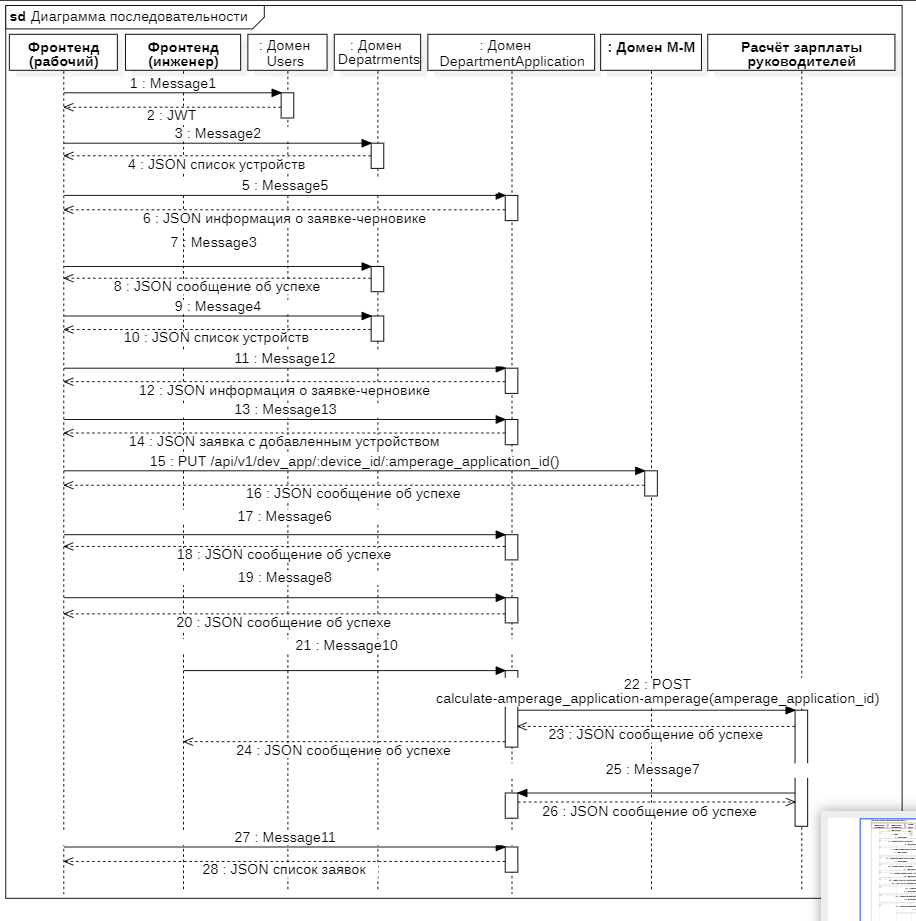 sd Диаграмма последовательности
Фронтенд
(рабочий)
Фронтенд
(инженер)
: Домен
Users
: Домен
Depatrments
: Домен
DepartmentApplication
: Домен М-М
Расчёт зарплаты
руководителей
1 : Message1
2 : JWT
3 : Message2
4 : JSON список устройств
5 : Message5
6 : JSON информация о заявке-черновике
7 : Message3
8 : JSON сообщение об успехе
9 : Message4
10 : JSON список устройств
11 : Message12
12 : JSON информация о заявке-черновике
13 : Message13
14 : JSON заявка с добавленным устройством
15 : PUT /api/v1/dev_app/:device_id/:amperage_application_id()
16 : JSON сообщение об успехе
17 : Message6
18 : JSON сообщение об успехе
19 : Message8
20 : JSON сообщение об успехе
21 : Message10
22 : POST
calculate-amperage_application-amperage(amperage_application_id)
23 : JSON сообщение об успехе
24 : JSON сообщение об успехе
25 : Message7
26 : JSON сообщение об успехе
27 : Message11
28 : JSON список заявок